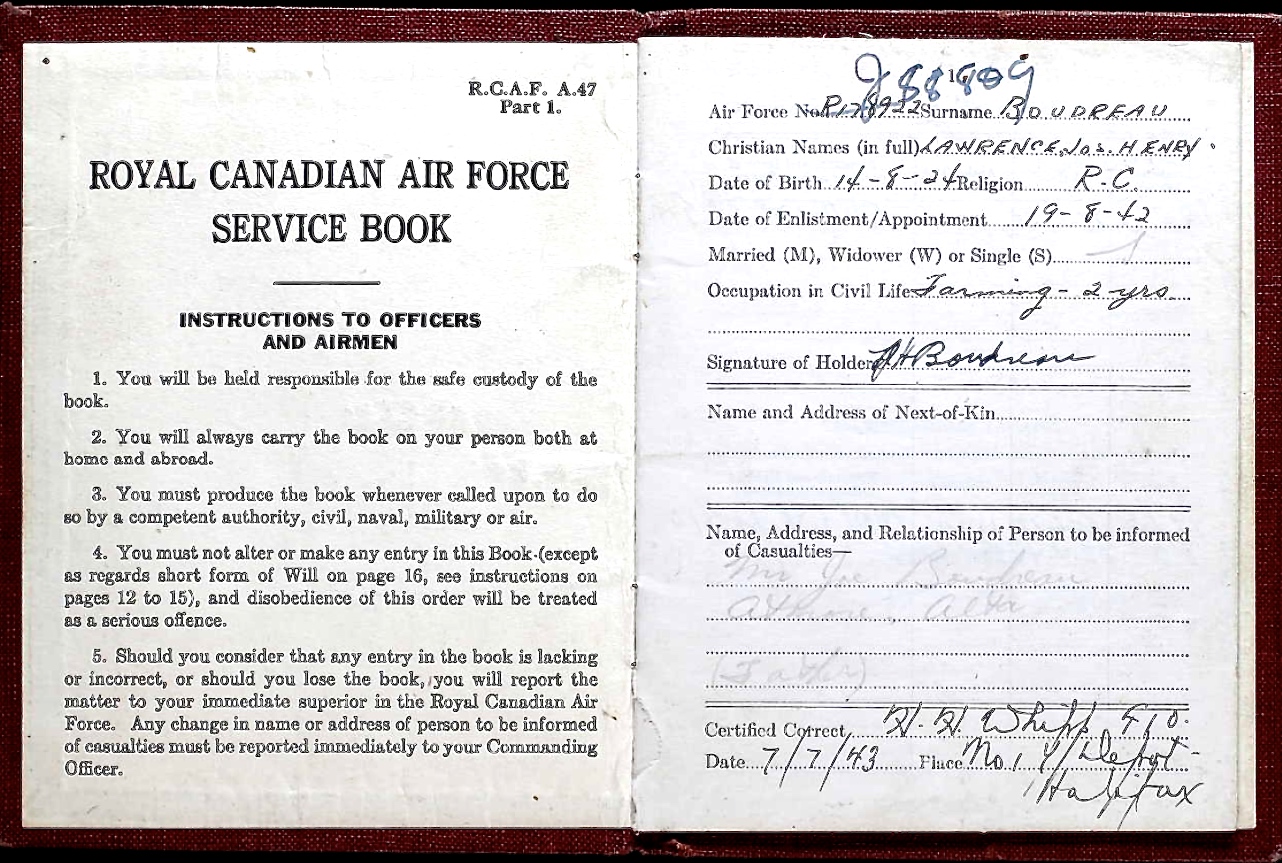 R.C.A.F. A.47
Part 1.
ROYAL CANADIAN AIR FORCE
SERVICE BOOK
INSTRUCTIONS TO OFFICERS
AND AIRMEN
1. You will be held responsible for the safe custody of the
book.
2. You will always carry the book on your person both at
home and abroad.
3. You must produce the book whenever called upon to do
so by a competent authority, civil, naval, military or air.
4. You must not alter or make any entry in this Book (except
as regards short form of Will on page 16, see instructions on
pages 12 to 15), and disobedience of this order will be treated
as a serious offence.
5. Should you consider that any entry in the book is lacking
or incorrect, or should you lose the book, you will report the
matter to your immediate superior in the Royal Canadian Air
Force. Any change in name or address of person to be informed
of casualties must be reported immediately to your Commanding
Officer.
J88809
Air Force No. R178922 Surname BOUDREAU
Christian Names (in full) LAWRENCE, Jos. HENRY.
Date of Birth 14-8-24 Religion R.C.
Date of Enlistment/Appointment 19-8-42
Married (M), Widower (W) or Single (S) S
Occupation in Civil Life Farming - 2 yrs
Signature of Holder Boudreau
Name and Address of Next-of-Kin
Name, Address, and Relationship of Person to be informed
of Casualties—
Mr Joe Boudreau
Alta
(Father)
Certified Correct, Whipp F/O.
Date 7/7/43 Place No. 1 Y Depot
Halifax